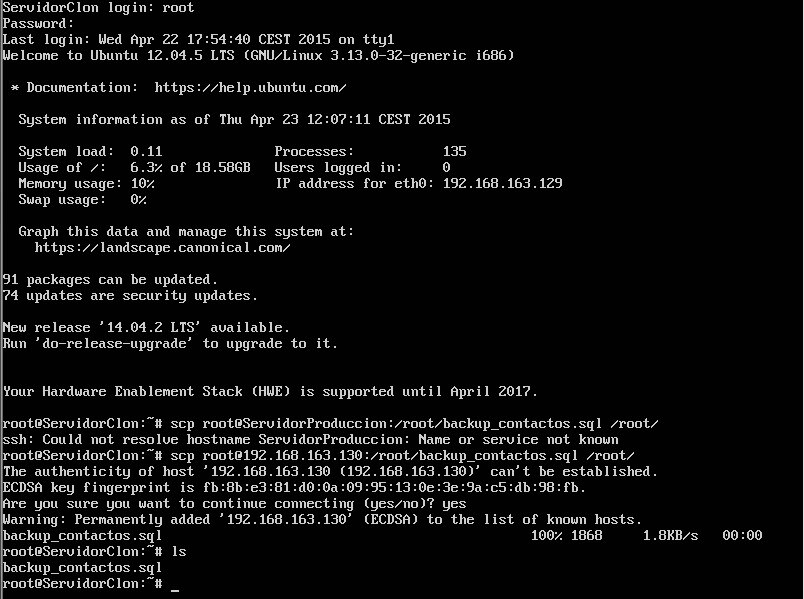 ServidorClon login: root
Password:
Last login: Wed Apr 22 17:54:40 CEST 2015 on tty1
Welcome to Ubuntu 12.04.5 LTS (GNU/Linux 3.13.0-32-generic i686)
* Documentation:  https://help.ubuntu.com/
System information as of Thu Apr 23 12:07:11 CEST 2015
System load:  0.11               Processes:           135
Usage of /:   6.3% of 18.58GB   Users logged in:     0
Memory usage: 10%               IP address for eth0: 192.168.163.129
Swap usage:   0%
Graph this data and manage this system at:
https://landscape.canonical.com/
91 packages can be updated.
74 updates are security updates.
New release '14.04.2 LTS' available.
Run 'do-release-upgrade' to upgrade to it.
Your Hardware Enablement Stack (HWE) is supported until April 2017.
root@ServidorClon:~# scp root@ServidorProduccion:/root/backup_contactos.sql /root/
ssh: Could not resolve hostname ServidorProduccion: Name or service not known
root@ServidorClon:~# scp root@192.168.163.130:/root/backup_contactos.sql /root/
The authenticity of host '192.168.163.130 (192.168.163.130)' can't be established.
ECDSA key fingerprint is fb:8b:e3:81:d0:0a:09:95:13:0e:3e:9a:c5:db:98:fb.
Are you sure you want to continue connecting (yes/no)? yes
Warning: Permanently added '192.168.163.130' (ECDSA) to the list of known hosts.
backup_contactos.sql                              100% 1868     1.8KB/s   00:00
root@ServidorClon:~# ls
backup_contactos.sql
root@ServidorClon:~# _